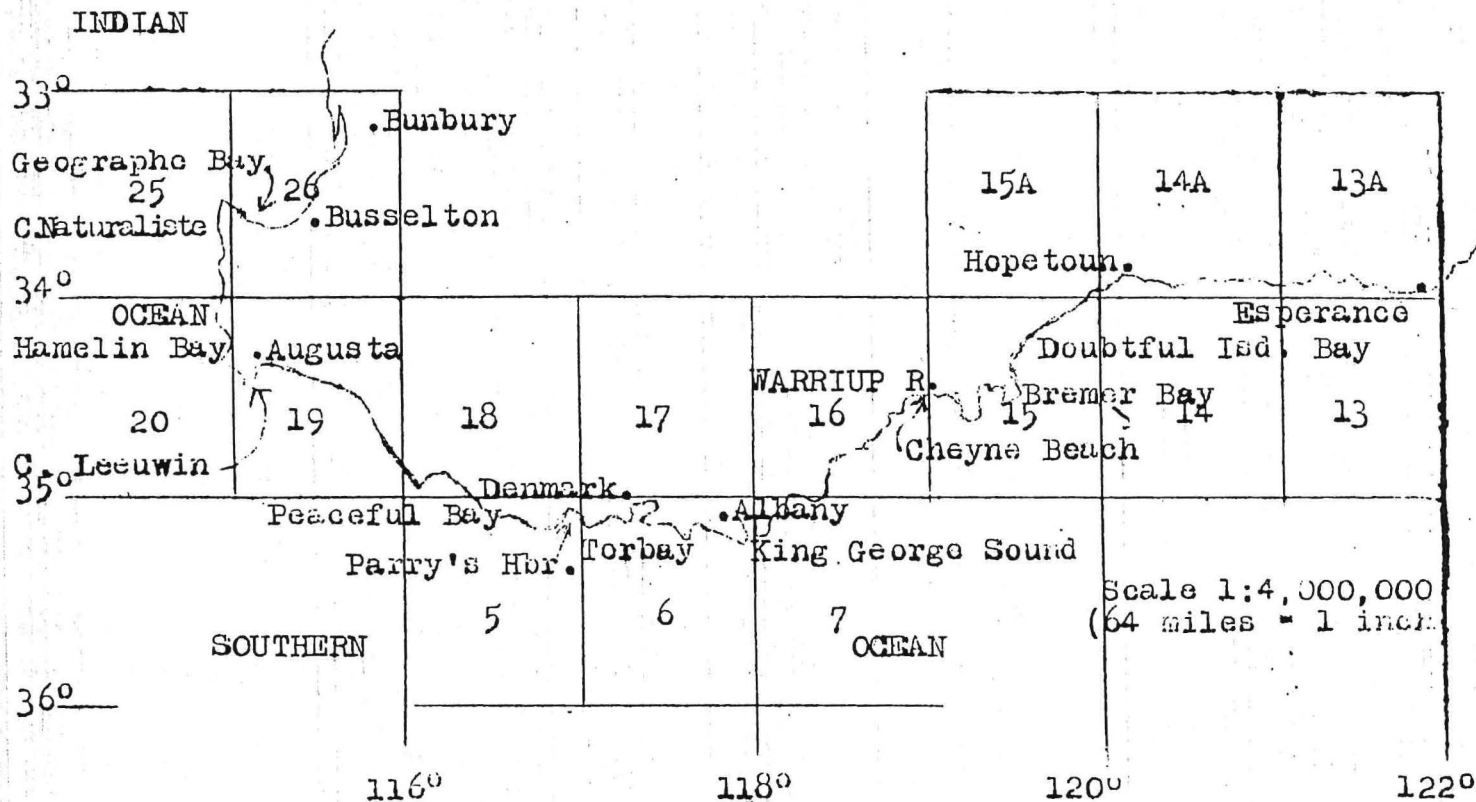 INDIAN
33°
.Bunbury
Geographe Bay
25
26
15A
14A
13A
C.Naturaliste
.Busselton
Hopetoun.
34°
OCEAN
Esperance
Hamelin Bay
.Augusta
Doubtful Isd. Bay
WARRIUP R.
Bremer Bay
20
19
18
17
16
15
14
13
C. Leeuwin
Cheyne Beach
35°
Denmark.
Peaceful Bay
.Albany
Parry's Hbr.
Torbay
King George Sound
Scale 1:4,000,000
(64 miles = 1 inch
5
6
7
SOUTHERN
OCEAN
36°
116°
118°
120°
122°